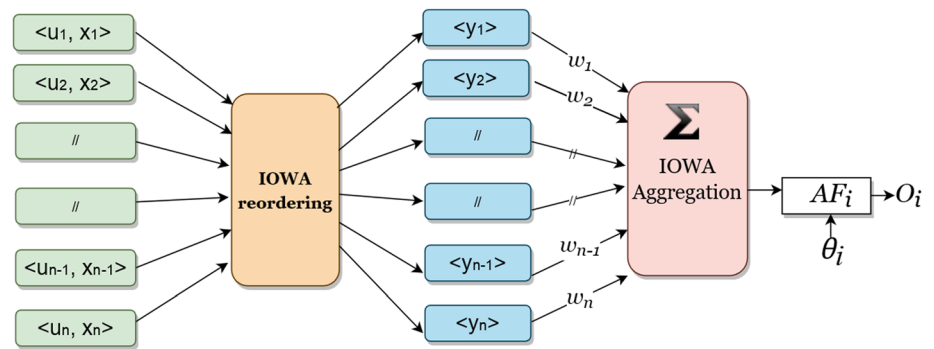 <u1, x1>
<u2, x2>
//
//
<un-1, xn-1>
<un, xn>
IOWA
reordering
<y1>
<y2>
//
//
<yn-1>
<yn>
w1
w2
//
//
wn-1
wn
Σ
IOWA
Aggregation
AFi
Oi
θi